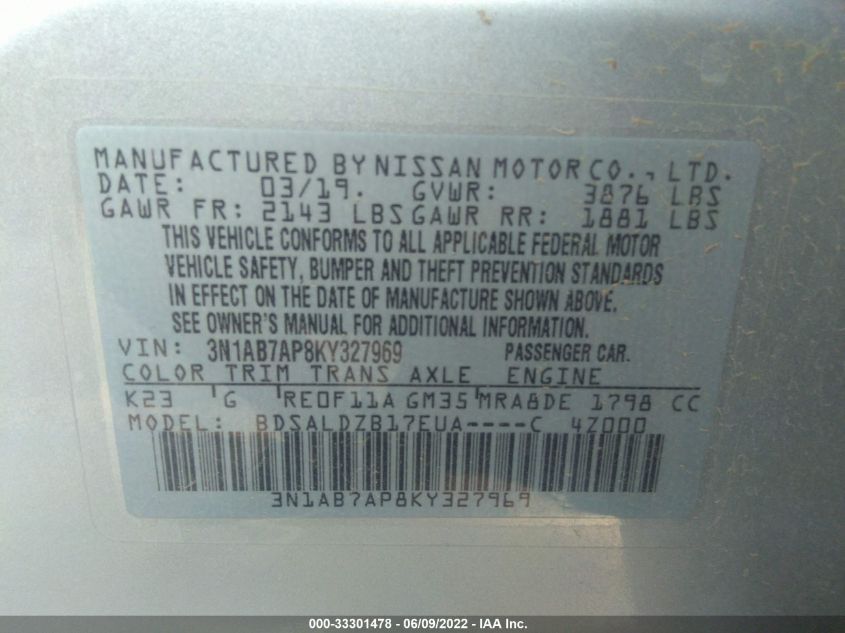 MANUFACTURED BY NISSAN MOTOR CO., LTD.
DATE: 03/19. GVWR: 3876 LBS
GAWR FR: 2143 LBS GAWR RR: 1881 LBS
THIS VEHICLE CONFORMS TO ALL APPLICABLE FEDERAL MOTOR
VEHICLE SAFETY, BUMPER AND THEFT PREVENTION STANDARDS
IN EFFECT ON THE DATE OF MANUFACTURE SHOWN ABOVE.
SEE OWNER'S MANUAL FOR ADDITIONAL INFORMATION.
VIN: 3N1AB7AP8KY327969 PASSENGER CAR.
COLOR TRIM TRANS AXLE ENGINE
K23 'G 'RE0F11A GM35'MRA8DE 1798 CC
MODEL: BDSALDZB17EUA----C 4Z000
3N1AB7AP8KY327969
000-33301478 - 06/09/2022 - IAA Inc.